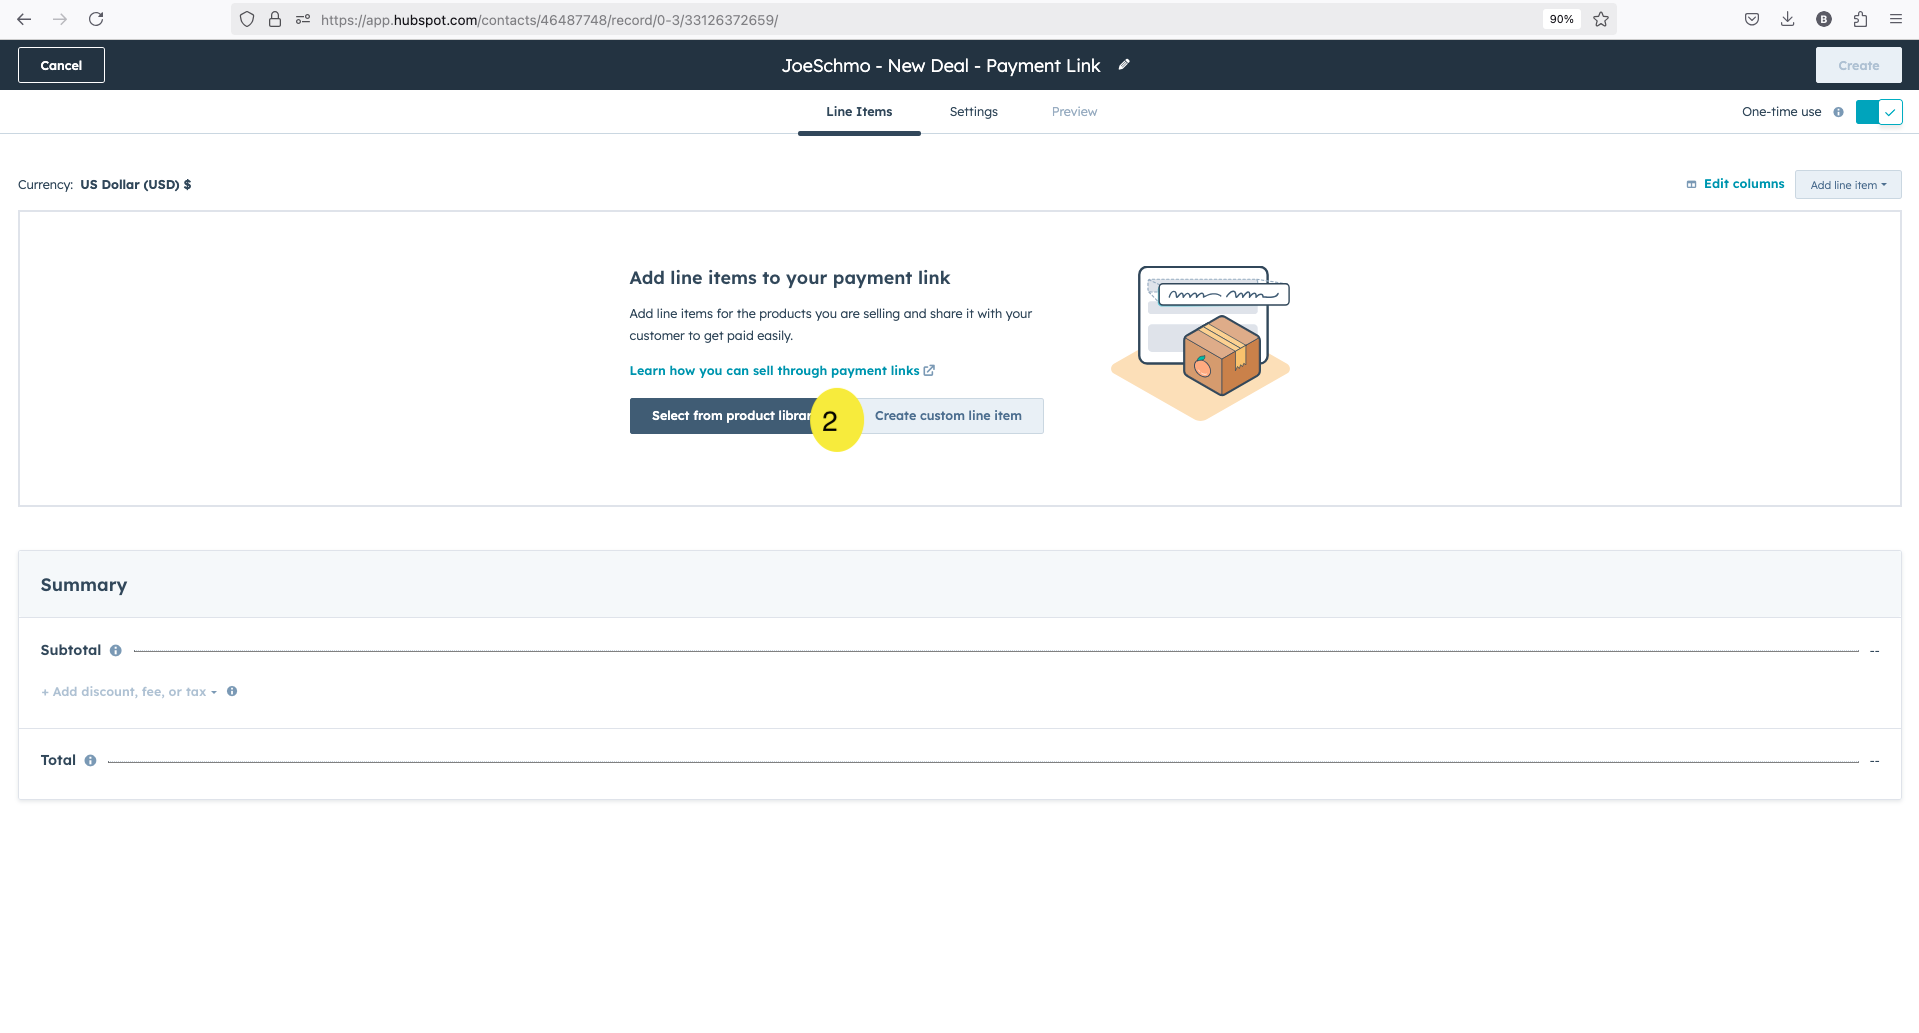 https://app.hubspot.com/contacts/46487748/record/0-3/33126372659/
90%
B
Cancel
JoeSchmo - New Deal - Payment Link
Create
Line Items
Settings
Preview
One-time use
Currency: US Dollar (USD) $
Edit columns
Add line item
Add line items to your payment link
Add line items for the products you are selling and share it with your
customer to get paid easily.
Learn how you can sell through payment links
Select from product librar
2
Create custom line item
Summary
Subtotal
--
+ Add discount, fee, or tax
Total
--